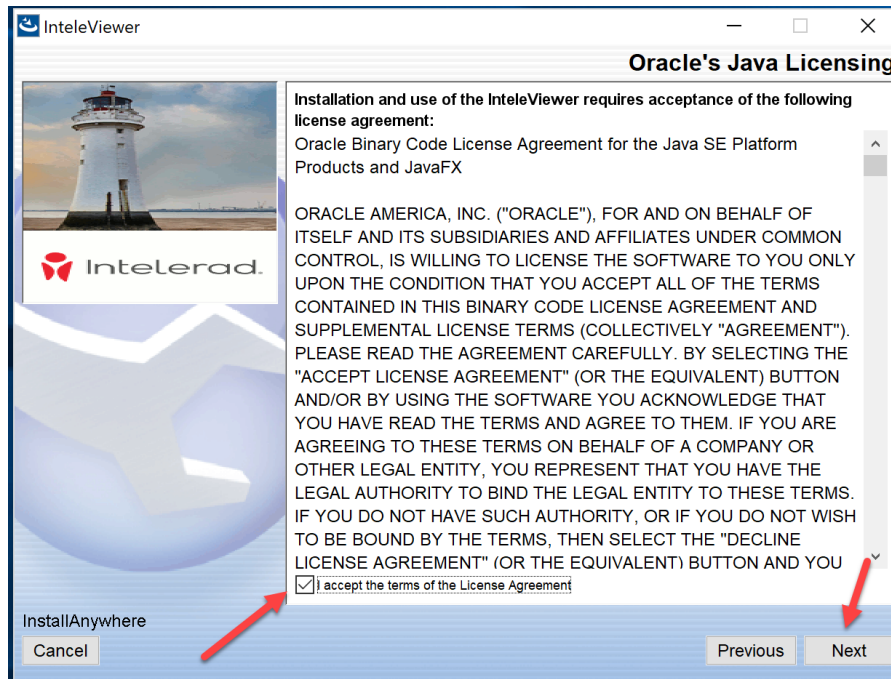 InteleViewer
Oracle's Java Licensing
Installation and use of the InteleViewer requires acceptance of the following
license agreement:
Oracle Binary Code License Agreement for the Java SE Platform
Products and JavaFX
ORACLE AMERICA, INC. ("ORACLE"), FOR AND ON BEHALF OF
ITSELF AND ITS SUBSIDIARIES AND AFFILIATES UNDER COMMON
CONTROL, IS WILLING TO LICENSE THE SOFTWARE TO YOU ONLY
UPON THE CONDITION THAT YOU ACCEPT ALL OF THE TERMS
CONTAINED IN THIS BINARY CODE LICENSE AGREEMENT AND
SUPPLEMENTAL LICENSE TERMS (COLLECTIVELY "AGREEMENT").
PLEASE READ THE AGREEMENT CAREFULLY. BY SELECTING THE
"ACCEPT LICENSE AGREEMENT" (OR THE EQUIVALENT) BUTTON
AND/OR BY USING THE SOFTWARE YOU ACKNOWLEDGE THAT
YOU HAVE READ THE TERMS AND AGREE TO THEM. IF YOU ARE
AGREEING TO THESE TERMS ON BEHALF OF A COMPANY OR
OTHER LEGAL ENTITY, YOU REPRESENT THAT YOU HAVE THE
LEGAL AUTHORITY TO BIND THE LEGAL ENTITY TO THESE TERMS.
IF YOU DO NOT HAVE SUCH AUTHORITY, OR IF YOU DO NOT WISH
TO BE BOUND BY THE TERMS, THEN SELECT THE "DECLINE
LICENSE AGREEMENT" (OR THE EQUIVALENT) BUTTON AND YOU
Intelerad.
I accept the terms of the License Agreement
InstallAnywhere
Cancel
Previous
Next